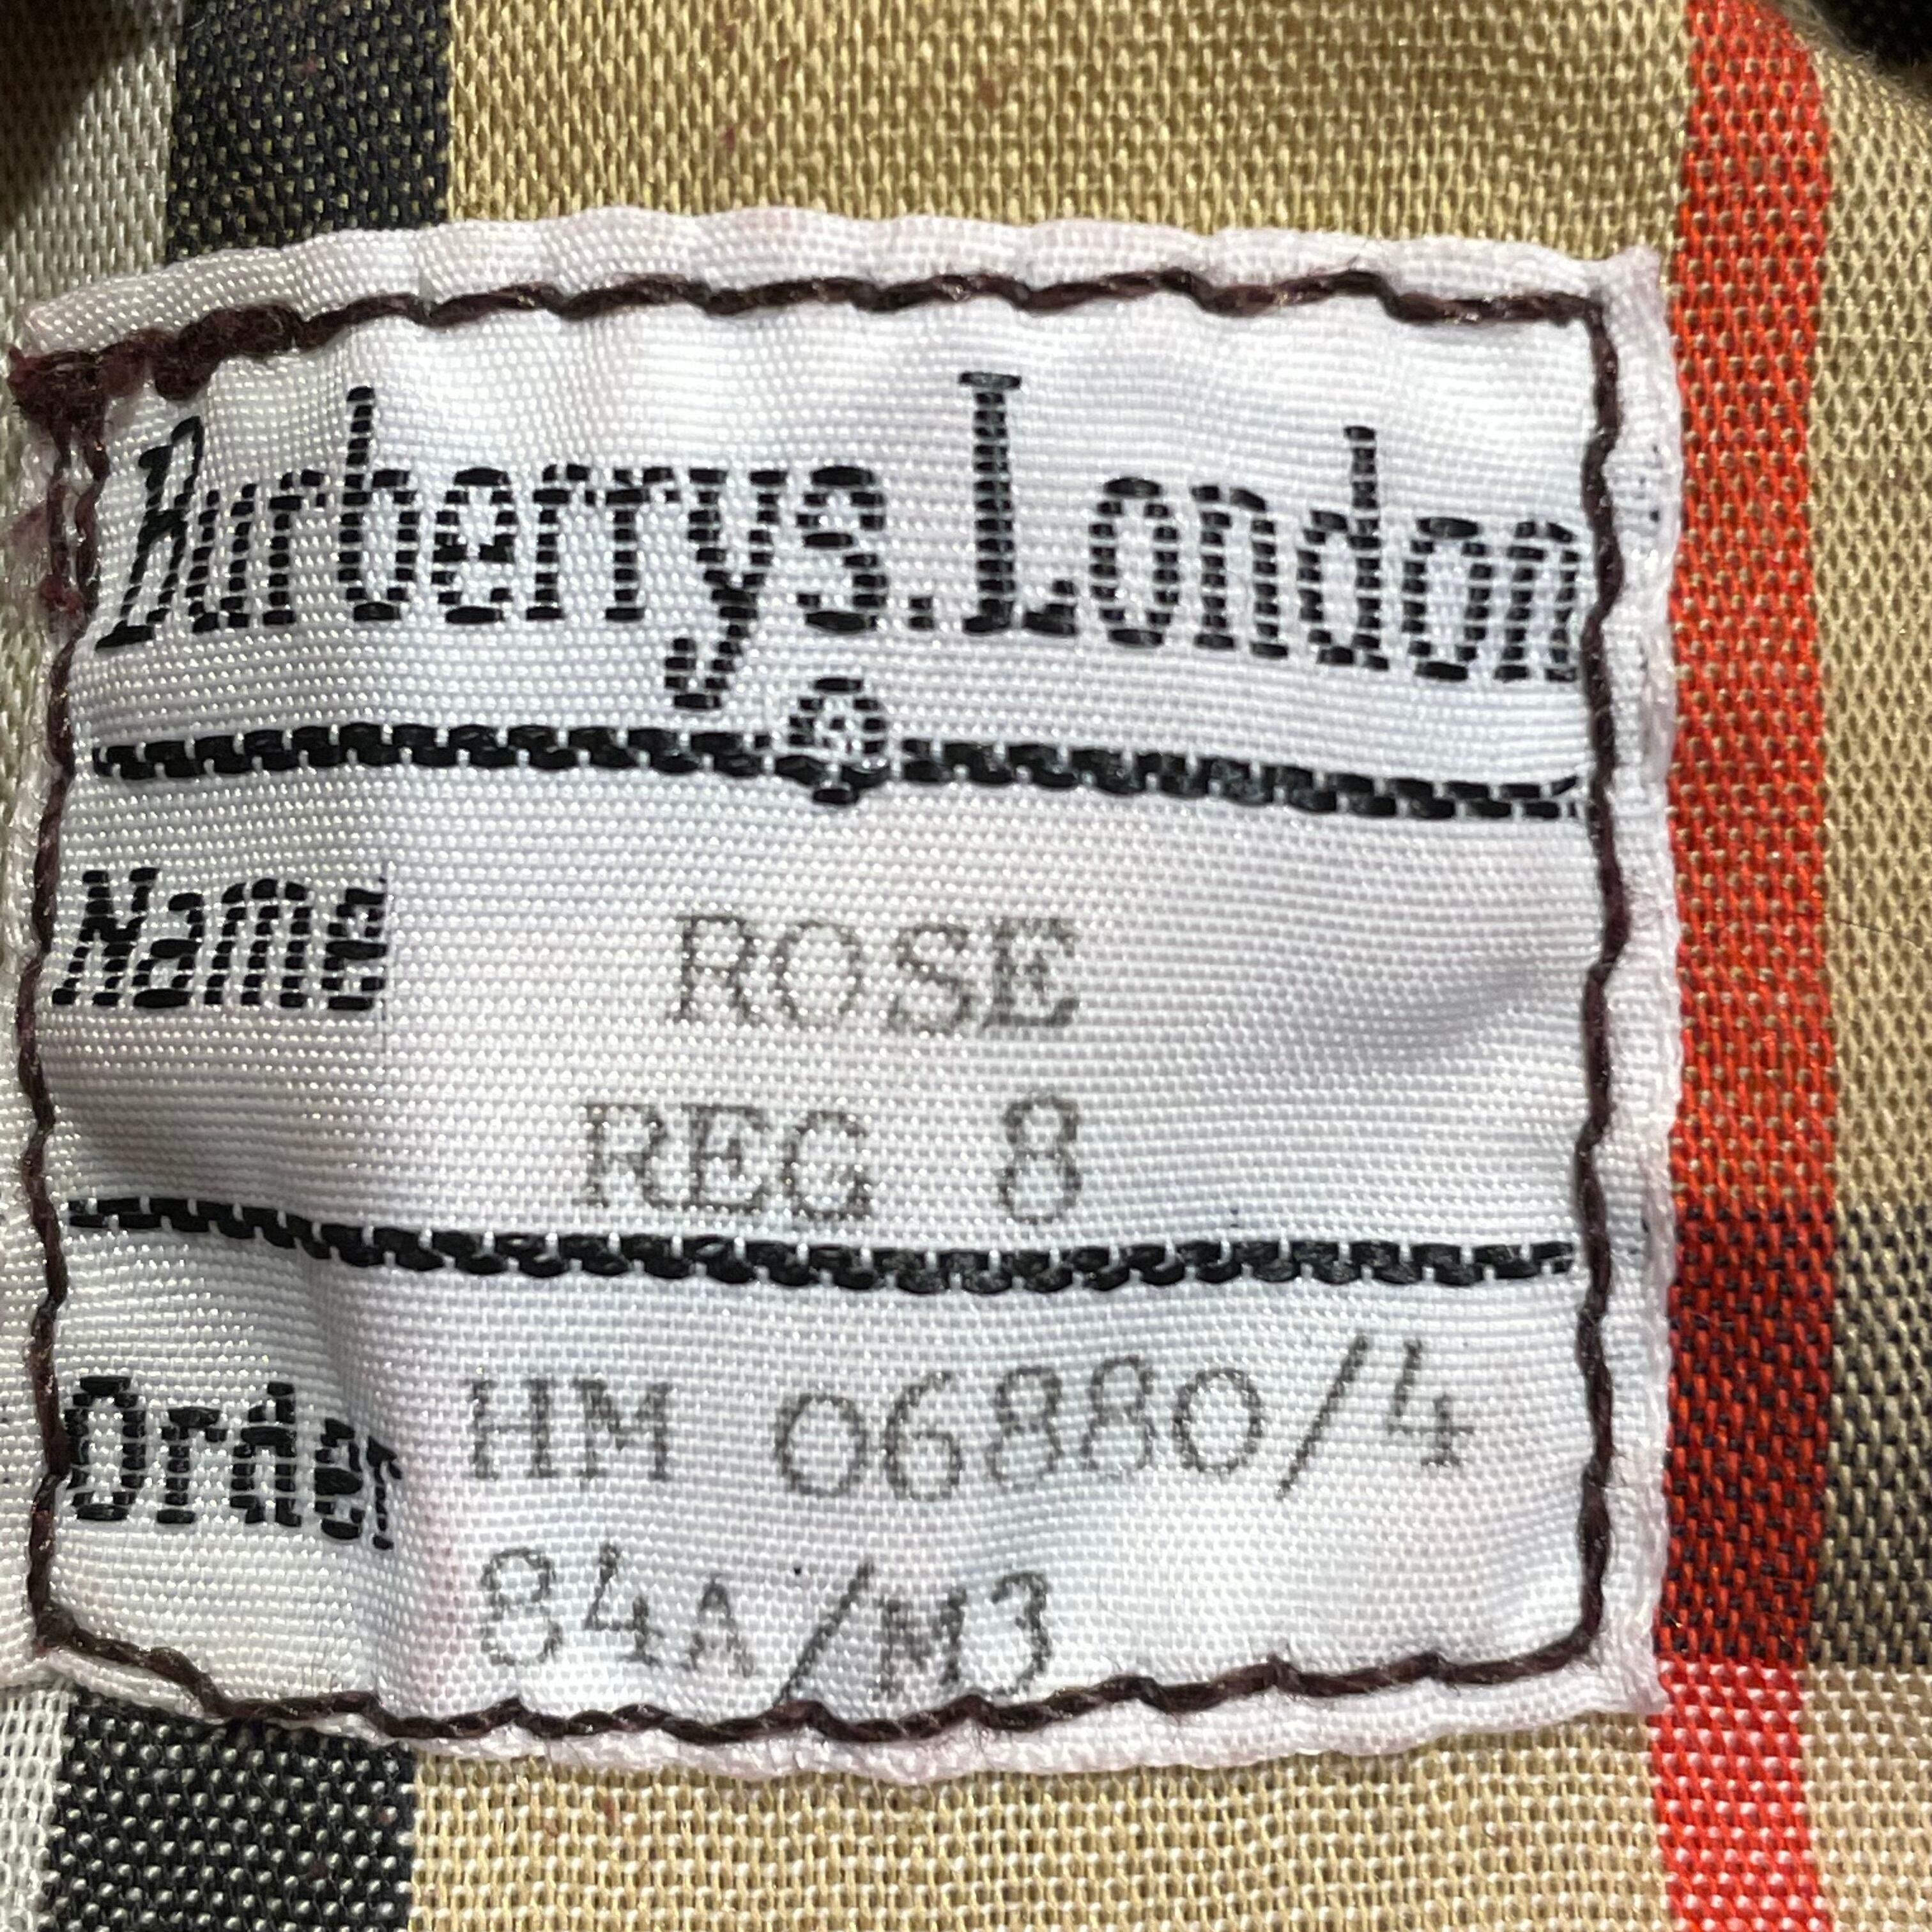 Burberrys. London
Name ROSE
REG 8
Order HM 06880/4
84A/M3